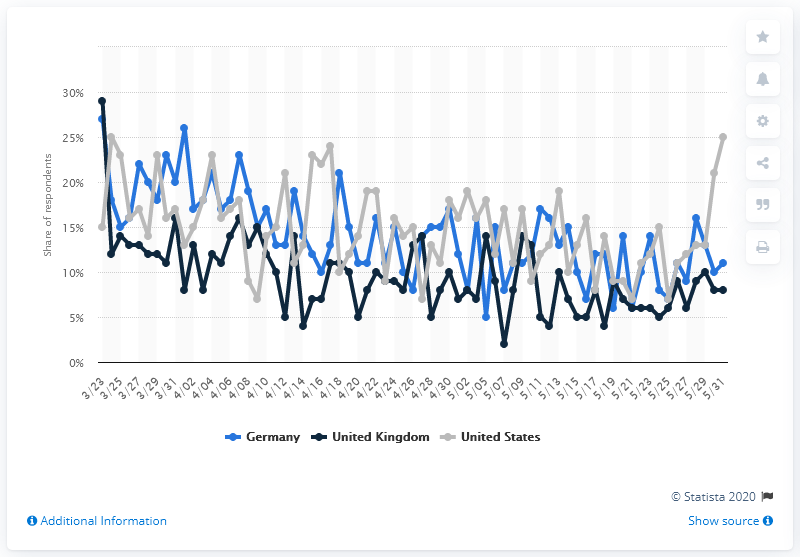 Share of respondents
30%
25%
20%
15%
10%
5%
0%
3/23 3/25 3/27 3/29 3/31 4/02 4/04 4/06 4/08 4/10 4/12 4/14 4/16 4/18 4/20 4/22 4/24 4/26 4/28 4/30 5/02 5/05 5/07 5/09 5/11 5/13 5/15 5/17 5/19 5/21 5/23 5/25 5/27 5/29 5/31
Germany United Kingdom United States
© Statista 2020
Additional Information Show source